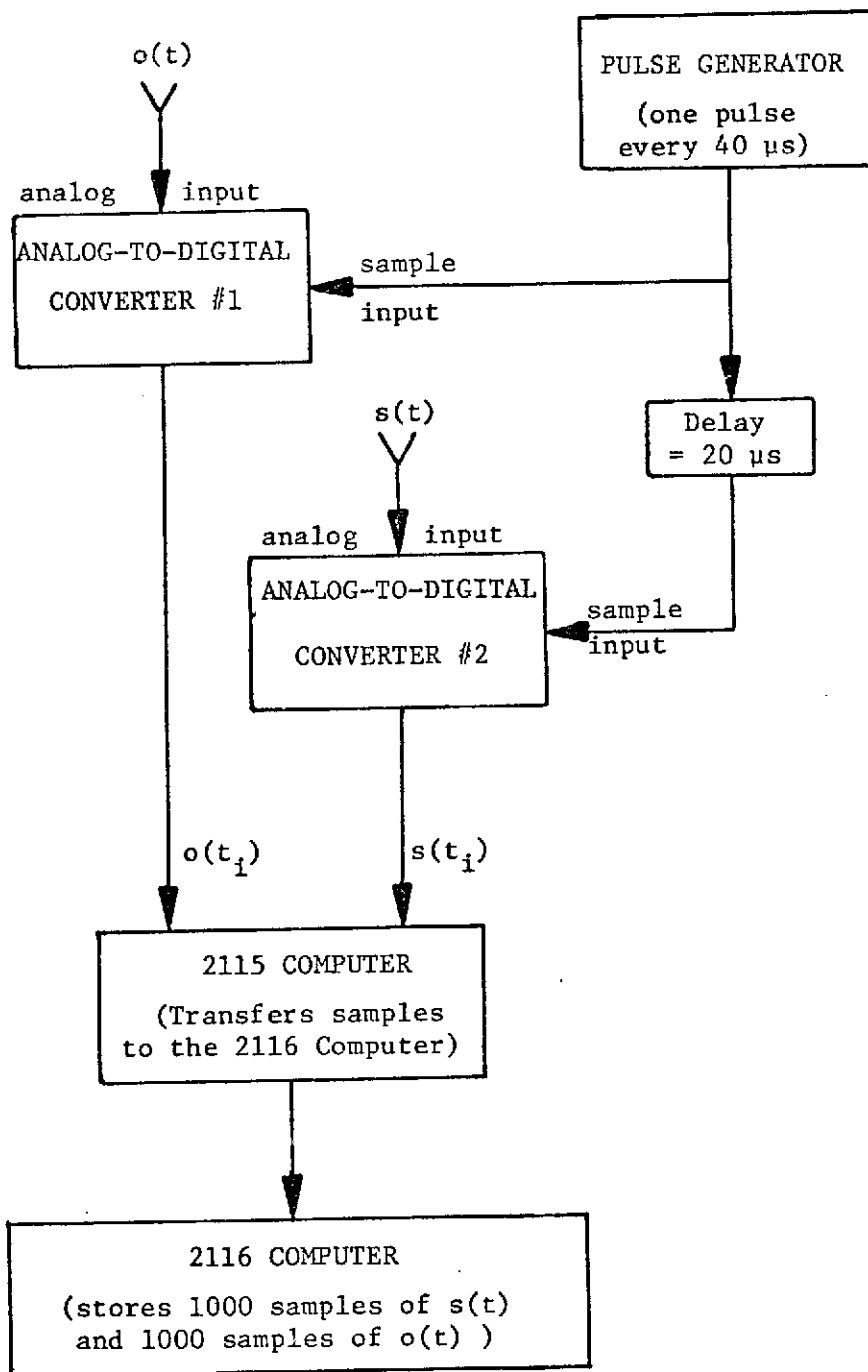 o(t)
PULSE GENERATOR
(one pulse
every 40 µs)
analog input
ANALOG-TO-DIGITAL
CONVERTER #1
sample
input
Delay
= 20 µs
s(t)
analog input
ANALOG-TO-DIGITAL
CONVERTER #2
sample
input
o(t_i)
s(t_i)
2115 COMPUTER
(Transfers samples
to the 2116 Computer)
2116 COMPUTER
(stores 1000 samples of s(t)
and 1000 samples of o(t) )